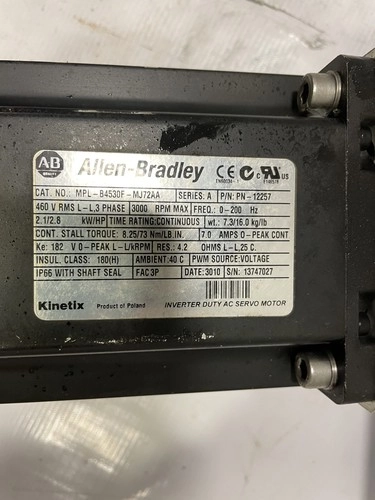 AB Allen-Bradley CE c UL US
CAT. NO. MPL-B4530F-MJ72AA SERIES: A P/N: PN-12257
460 V RMS L-L,3 PHASE 3000 RPM MAX FREQ.: 0-200 Hz
2.1/2.8 kW/HP TIME RATING:CONTINUOUS wt: 7.3/16.0 kg/lb
CONT. STALL TORQUE: 8.25/73 Nm/LB.IN. 7.0 AMPS O-PEAK CONT
Ke: 182 V O-PEAK L-L/kRPM RES.: 4.2 OHMS L-L,25 C.
INSUL. CLASS: 180(H) AMBIENT:40 C PWM SOURCE:VOLTAGE
IP66 WITH SHAFT SEAL FAC:3P DATE:3010 S/N: 13747027
Kinetix Product of Poland INVERTER DUTY AC SERVO MOTOR